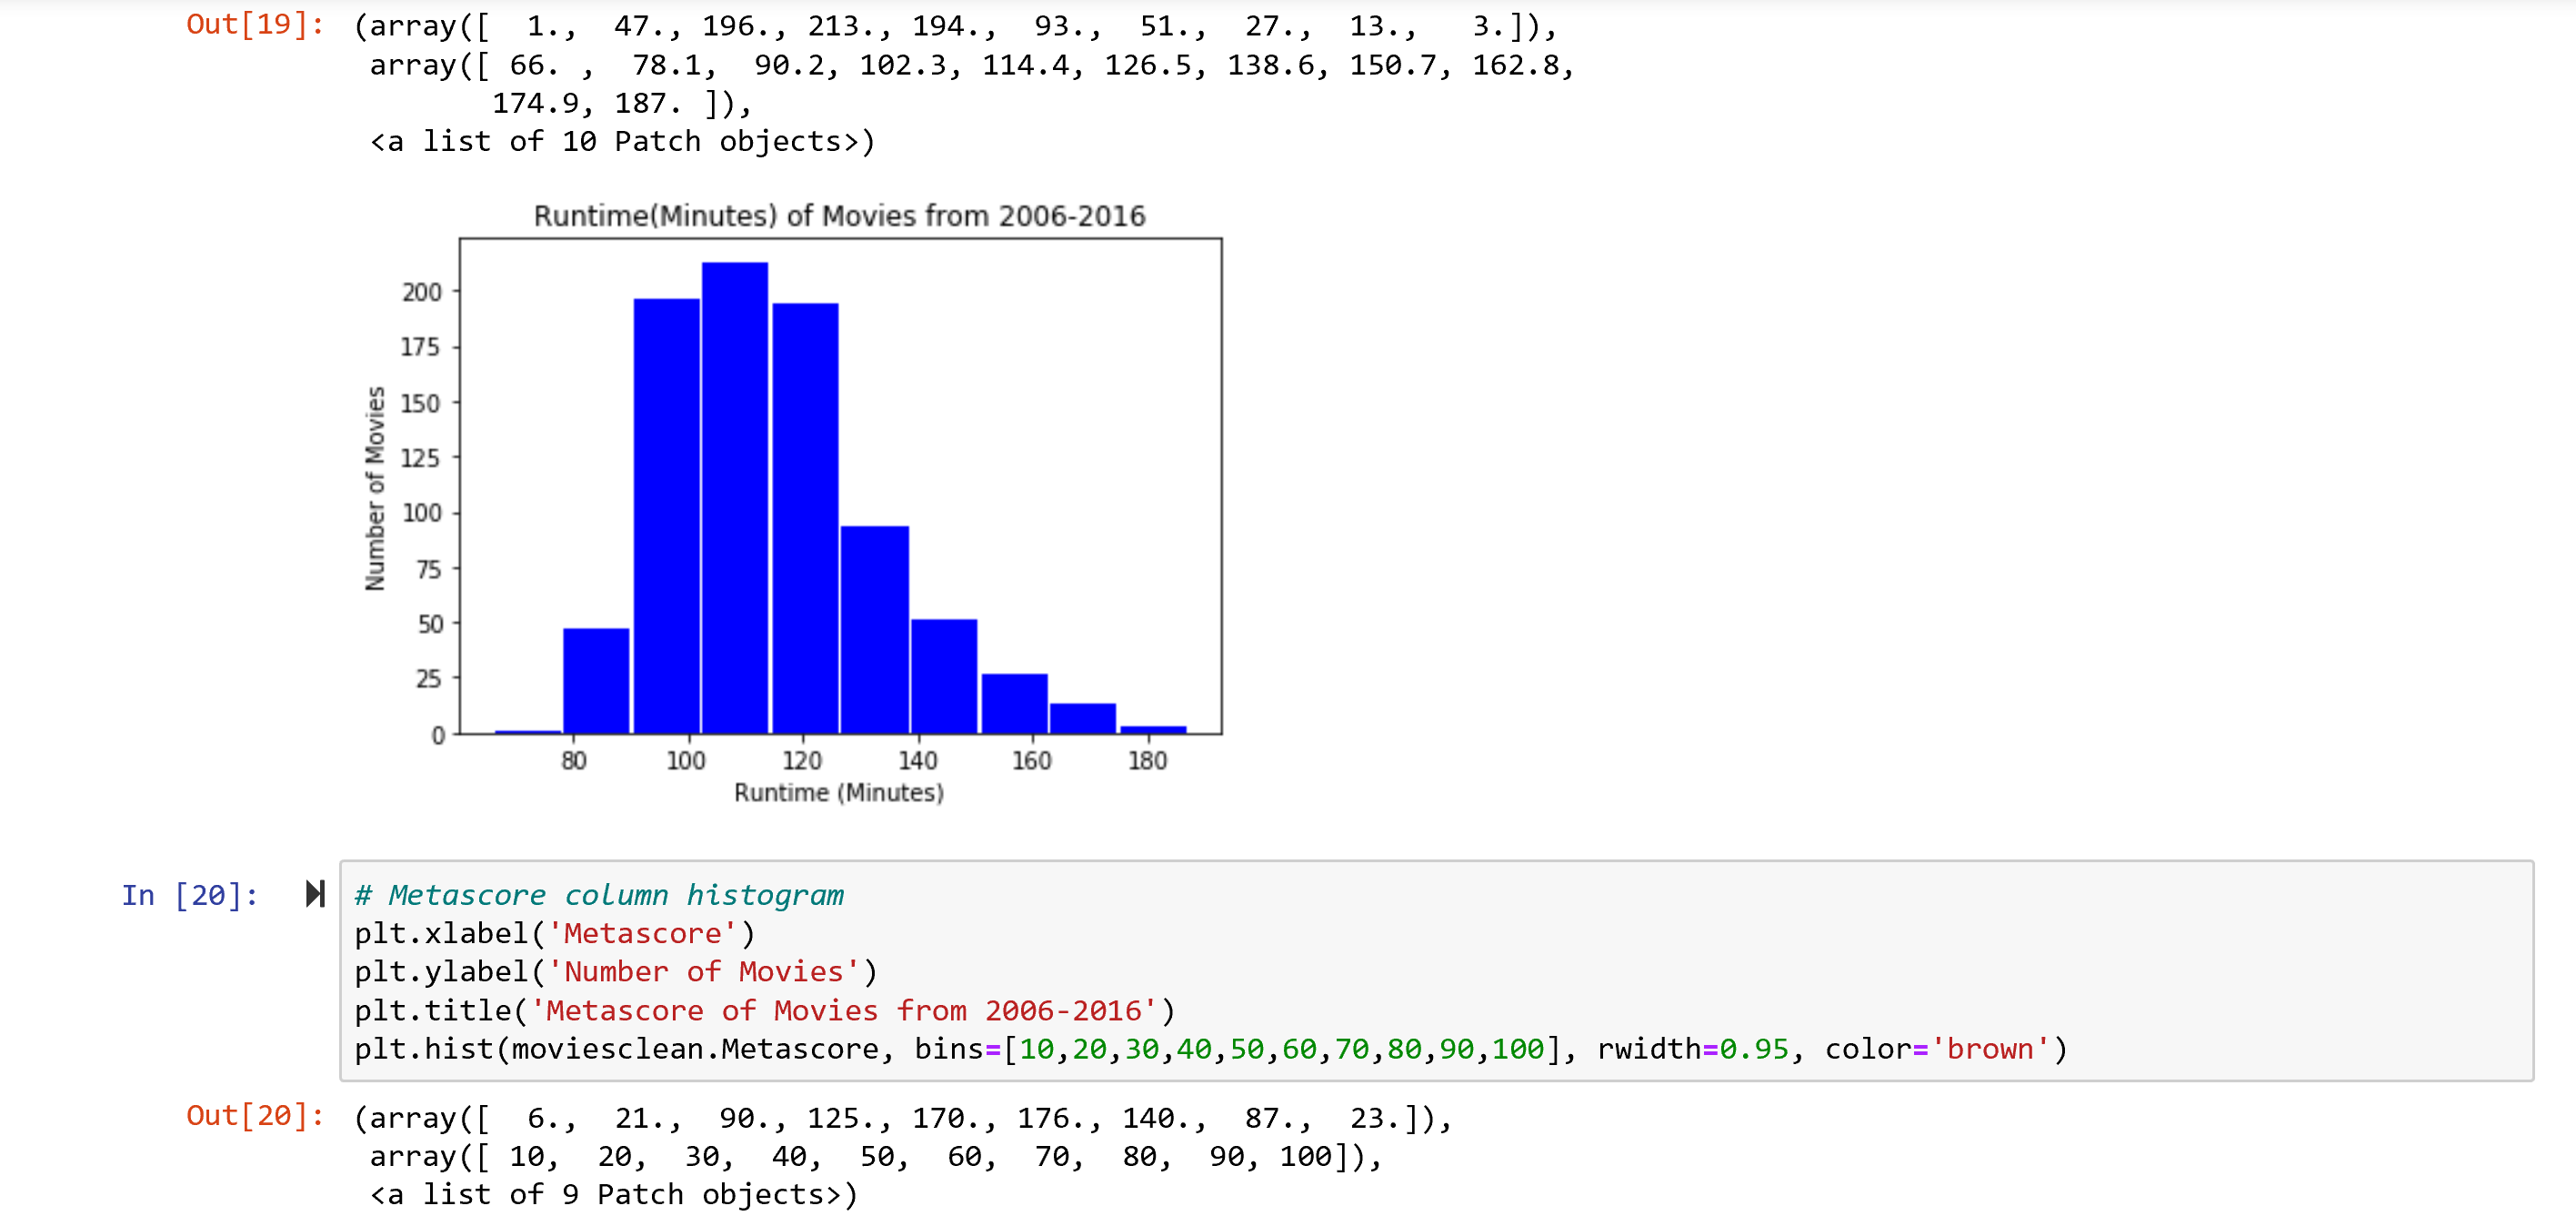 Out[19]: (array([  1.,  47., 196., 213., 194.,  93.,  51.,  27.,  13.,   3.]),
array([ 66. ,  78.1,  90.2, 102.3, 114.4, 126.5, 138.6, 150.7, 162.8,
174.9, 187. ]),
<a list of 10 Patch objects>)
Runtime(Minutes) of Movies from 2006-2016
Number of Movies
200
175
150
125
100
75
50
25
0
80 100 120 140 160 180
Runtime (Minutes)
In [20]: # Metascore column histogram
plt.xlabel('Metascore')
plt.ylabel('Number of Movies')
plt.title('Metascore of Movies from 2006-2016')
plt.hist(moviesclean.Metascore, bins=[10,20,30,40,50,60,70,80,90,100], rwidth=0.95, color='brown')
Out[20]: (array([  6.,  21.,  90., 125., 170., 176., 140.,  87.,  23.]),
array([ 10,  20,  30,  40,  50,  60,  70,  80,  90, 100]),
<a list of 9 Patch objects>)